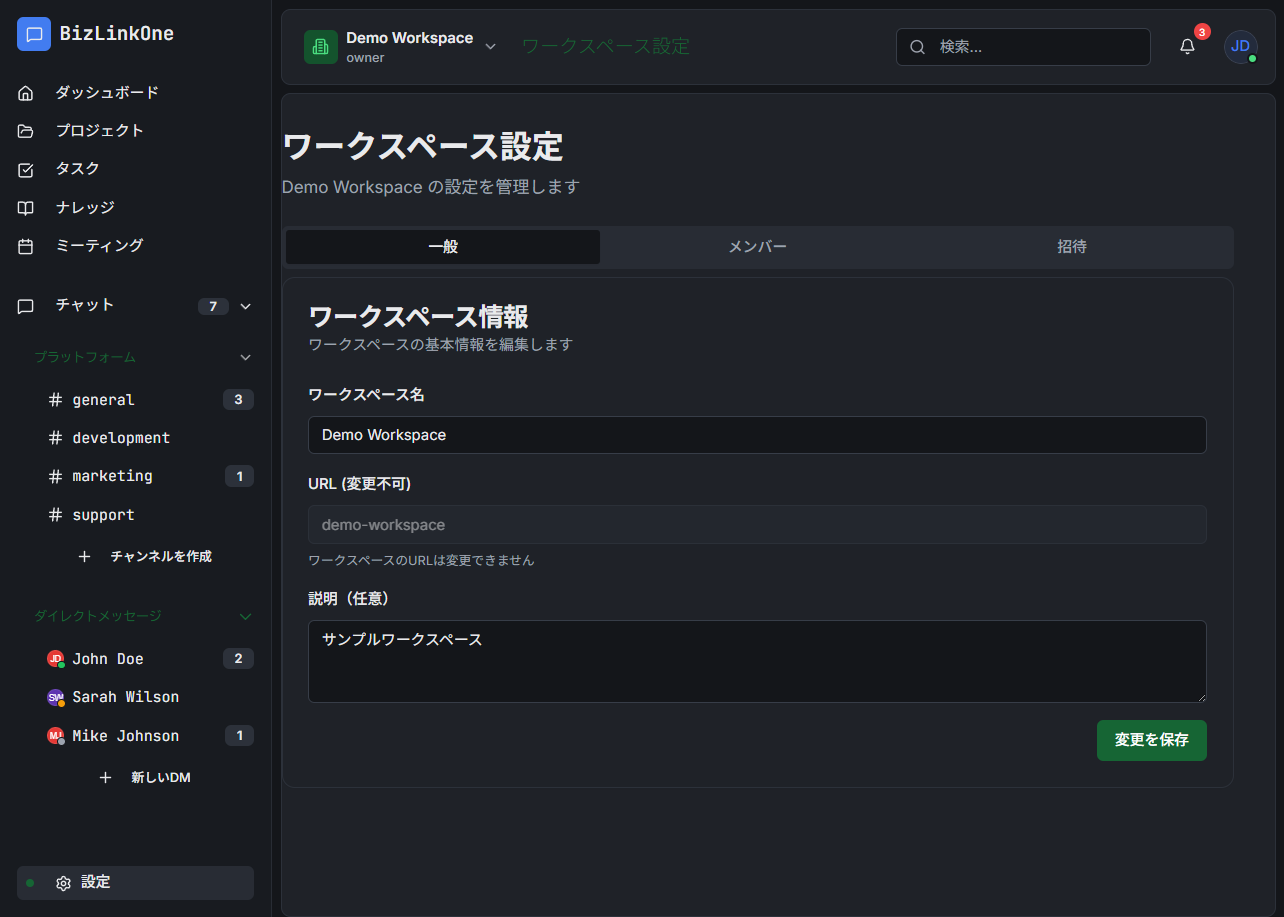 BizLinkOne
ダッシュボード
プロジェクト
タスク
ナレッジ
ミーティング
チャット 7
プラットフォーム
# general 3
# development
# marketing 1
# support
+ チャンネルを作成
ダイレクトメッセージ
JD John Doe 2
SW Sarah Wilson
MJ Mike Johnson 1
+ 新しいDM
設定
Demo Workspace
owner
ワークスペース設定
検索...
3
JD
ワークスペース設定
Demo Workspace の設定を管理します
一般 メンバー 招待
ワークスペース情報
ワークスペースの基本情報を編集します
ワークスペース名
Demo Workspace
URL (変更不可)
demo-workspace
ワークスペースのURLは変更できません
説明（任意）
サンプルワークスペース
変更を保存